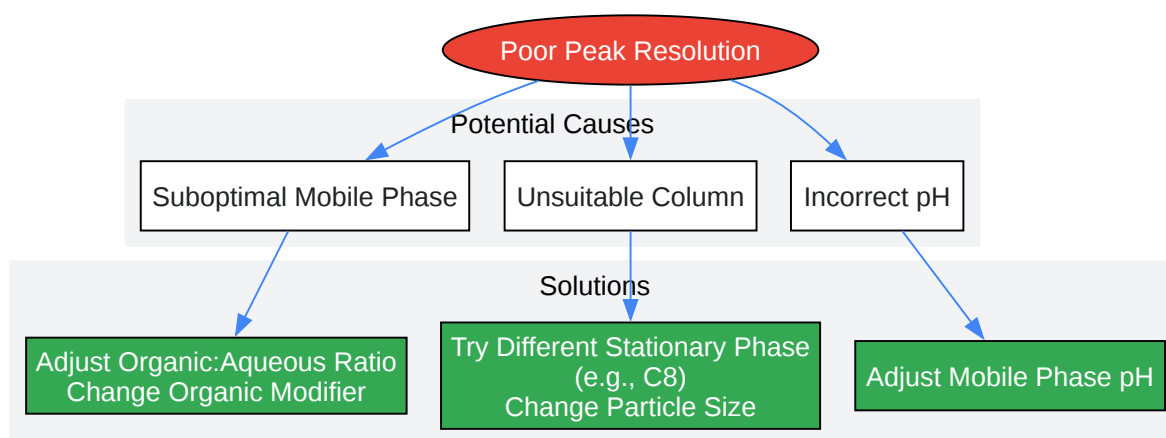 Poor Peak Resolution
Potential Causes
Suboptimal Mobile Phase
Unsuitable Column
Incorrect pH
Solutions
Adjust Organic:Aqueous Ratio
Change Organic Modifier
Try Different Stationary Phase
(e.g., C8)
Change Particle Size
Adjust Mobile Phase pH